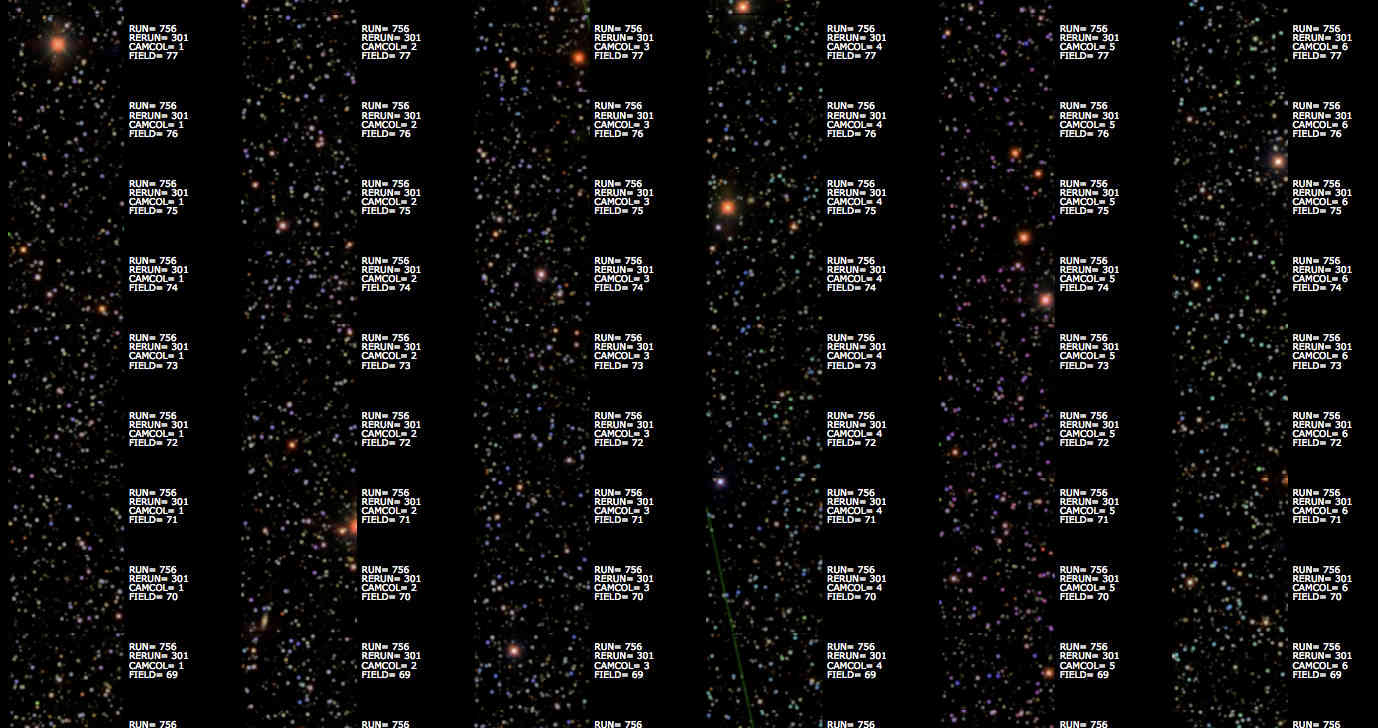 RUN= 756
RERUN= 301
CAMCOL= 1
FIELD= 77
RUN= 756
RERUN= 301
CAMCOL= 2
FIELD= 77
RUN= 756
RERUN= 301
CAMCOL= 3
FIELD= 77
RUN= 756
RERUN= 301
CAMCOL= 4
FIELD= 77
RUN= 756
RERUN= 301
CAMCOL= 5
FIELD= 77
RUN= 756
RERUN= 301
CAMCOL= 6
FIELD= 77
RUN= 756
RERUN= 301
CAMCOL= 1
FIELD= 76
RUN= 756
RERUN= 301
CAMCOL= 2
FIELD= 76
RUN= 756
RERUN= 301
CAMCOL= 3
FIELD= 76
RUN= 756
RERUN= 301
CAMCOL= 4
FIELD= 76
RUN= 756
RERUN= 301
CAMCOL= 5
FIELD= 76
RUN= 756
RERUN= 301
CAMCOL= 6
FIELD= 76
RUN= 756
RERUN= 301
CAMCOL= 1
FIELD= 75
RUN= 756
RERUN= 301
CAMCOL= 2
FIELD= 75
RUN= 756
RERUN= 301
CAMCOL= 3
FIELD= 75
RUN= 756
RERUN= 301
CAMCOL= 4
FIELD= 75
RUN= 756
RERUN= 301
CAMCOL= 5
FIELD= 75
RUN= 756
RERUN= 301
CAMCOL= 6
FIELD= 75
RUN= 756
RERUN= 301
CAMCOL= 1
FIELD= 74
RUN= 756
RERUN= 301
CAMCOL= 2
FIELD= 74
RUN= 756
RERUN= 301
CAMCOL= 3
FIELD= 74
RUN= 756
RERUN= 301
CAMCOL= 4
FIELD= 74
RUN= 756
RERUN= 301
CAMCOL= 5
FIELD= 74
RUN= 756
RERUN= 301
CAMCOL= 6
FIELD= 74
RUN= 756
RERUN= 301
CAMCOL= 1
FIELD= 73
RUN= 756
RERUN= 301
CAMCOL= 2
FIELD= 73
RUN= 756
RERUN= 301
CAMCOL= 3
FIELD= 73
RUN= 756
RERUN= 301
CAMCOL= 4
FIELD= 73
RUN= 756
RERUN= 301
CAMCOL= 5
FIELD= 73
RUN= 756
RERUN= 301
CAMCOL= 6
FIELD= 73
RUN= 756
RERUN= 301
CAMCOL= 1
FIELD= 72
RUN= 756
RERUN= 301
CAMCOL= 2
FIELD= 72
RUN= 756
RERUN= 301
CAMCOL= 3
FIELD= 72
RUN= 756
RERUN= 301
CAMCOL= 4
FIELD= 72
RUN= 756
RERUN= 301
CAMCOL= 5
FIELD= 72
RUN= 756
RERUN= 301
CAMCOL= 6
FIELD= 72
RUN= 756
RERUN= 301
CAMCOL= 1
FIELD= 71
RUN= 756
RERUN= 301
CAMCOL= 2
FIELD= 71
RUN= 756
RERUN= 301
CAMCOL= 3
FIELD= 71
RUN= 756
RERUN= 301
CAMCOL= 4
FIELD= 71
RUN= 756
RERUN= 301
CAMCOL= 5
FIELD= 71
RUN= 756
RERUN= 301
CAMCOL= 6
FIELD= 71
RUN= 756
RERUN= 301
CAMCOL= 1
FIELD= 70
RUN= 756
RERUN= 301
CAMCOL= 2
FIELD= 70
RUN= 756
RERUN= 301
CAMCOL= 3
FIELD= 70
RUN= 756
RERUN= 301
CAMCOL= 4
FIELD= 70
RUN= 756
RERUN= 301
CAMCOL= 5
FIELD= 70
RUN= 756
RERUN= 301
CAMCOL= 6
FIELD= 70
RUN= 756
RERUN= 301
CAMCOL= 1
FIELD= 69
RUN= 756
RERUN= 301
CAMCOL= 2
FIELD= 69
RUN= 756
RERUN= 301
CAMCOL= 3
FIELD= 69
RUN= 756
RERUN= 301
CAMCOL= 4
FIELD= 69
RUN= 756
RERUN= 301
CAMCOL= 5
FIELD= 69
RUN= 756
RERUN= 301
CAMCOL= 6
FIELD= 69
RUN= 756
RUN= 756
RUN= 756
RUN= 756
RUN= 756
RUN= 756